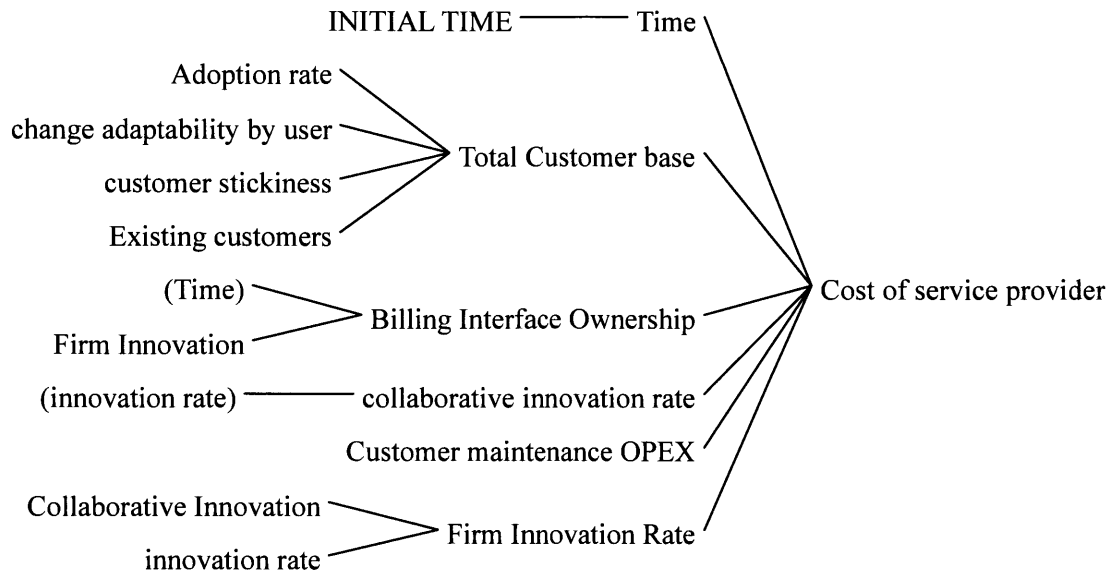 INITIAL TIME
Time
Adoption rate
change adaptability by user
customer stickiness
Existing customers
Total Customer base
(Time)
Firm Innovation
Billing Interface Ownership
Cost of service provider
(innovation rate)
collaborative innovation rate
Customer maintenance OPEX
Collaborative Innovation
innovation rate
Firm Innovation Rate